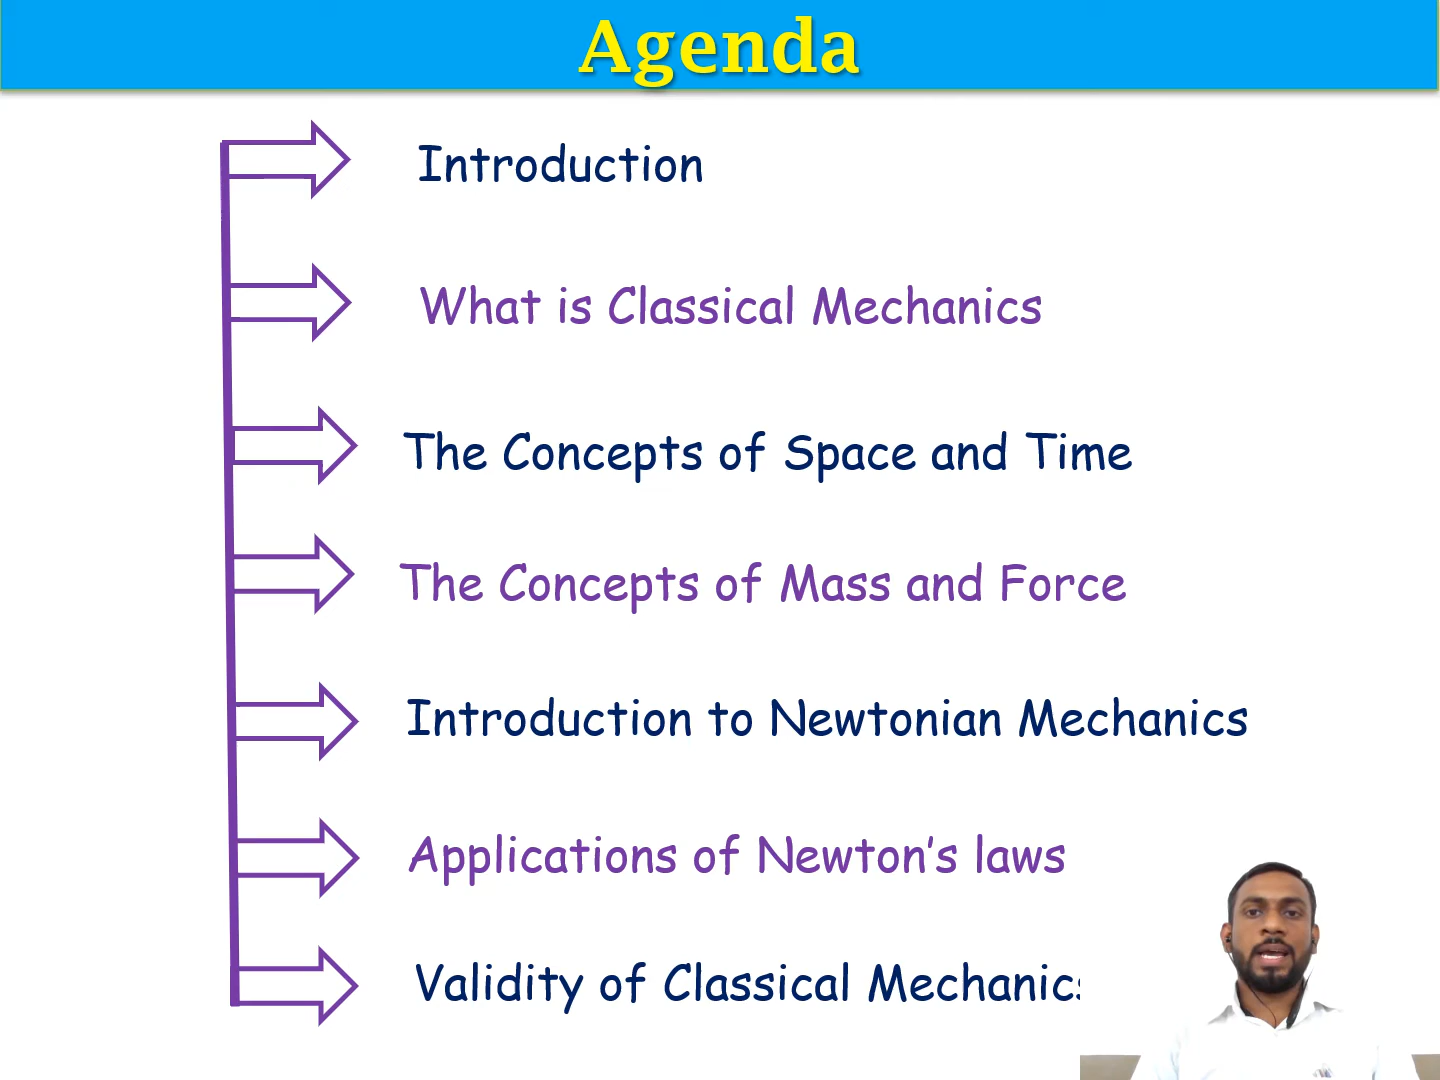 Agenda
Introduction
What is Classical Mechanics
The Concepts of Space and Time
The Concepts of Mass and Force
Introduction to Newtonian Mechanics
Applications of Newton’s laws
Validity of Classical Mechanics